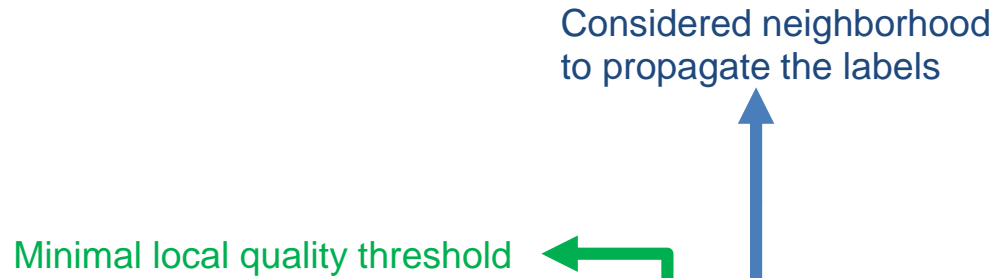 Considered neighborhood
to propagate the labels
Minimal local quality threshold